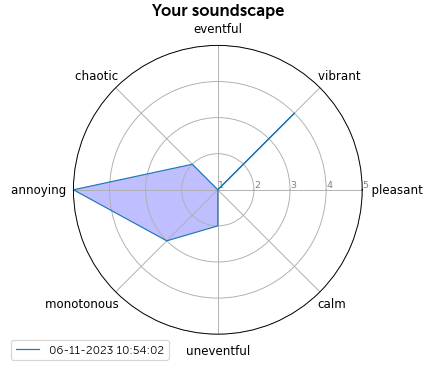 Your soundscape
eventful
chaotic
vibrant
annoying
1 2 3 4 5
pleasant
monotonous
calm
uneventful
06-11-2023 10:54:02